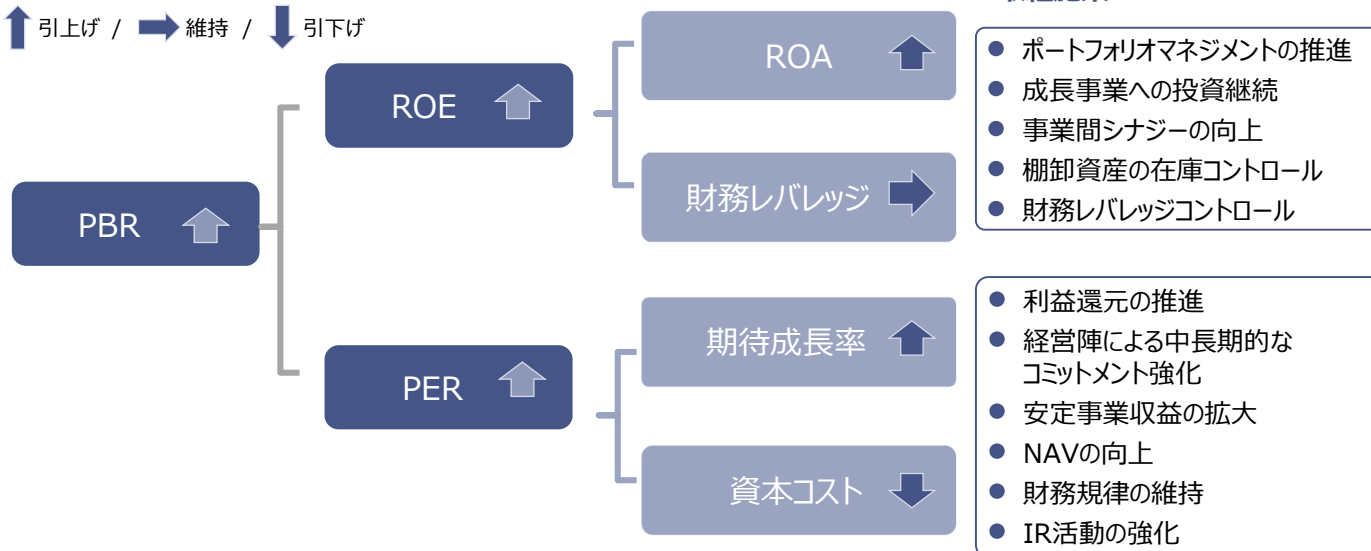 引上げ / 維持 / 引下げ
PBR
ROE
PER
ROA
財務レバレッジ
期待成長率
資本コスト
● ポートフォリオマネジメントの推進
● 成長事業への投資継続
● 事業間シナジーの向上
● 棚卸資産の在庫コントロール
● 財務レバレッジコントロール
● 利益還元の推進
● 経営陣による中長期的な
コミットメント強化
● 安定事業収益の拡大
● NAVの向上
● 財務規律の維持
● IR活動の強化